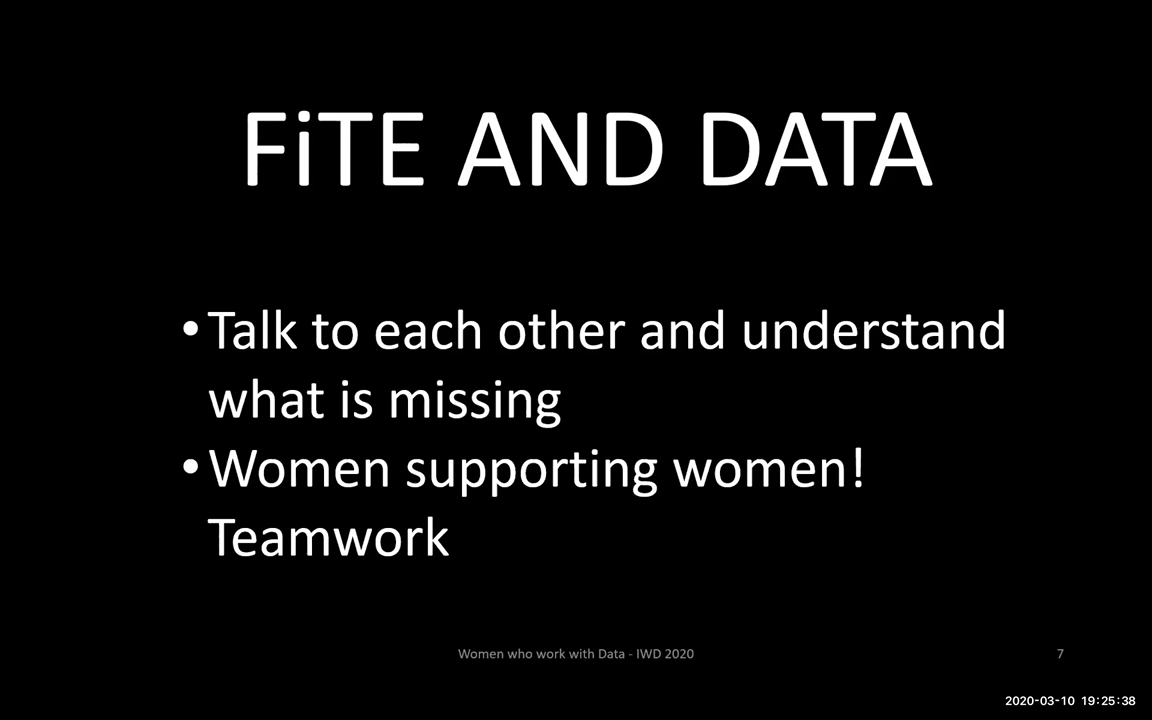 FiTE AND DATA
• Talk to each other and understand
what is missing
• Women supporting women!
Teamwork
Women who work with Data - IWD 2020
7
2020-03-10 19:25:38